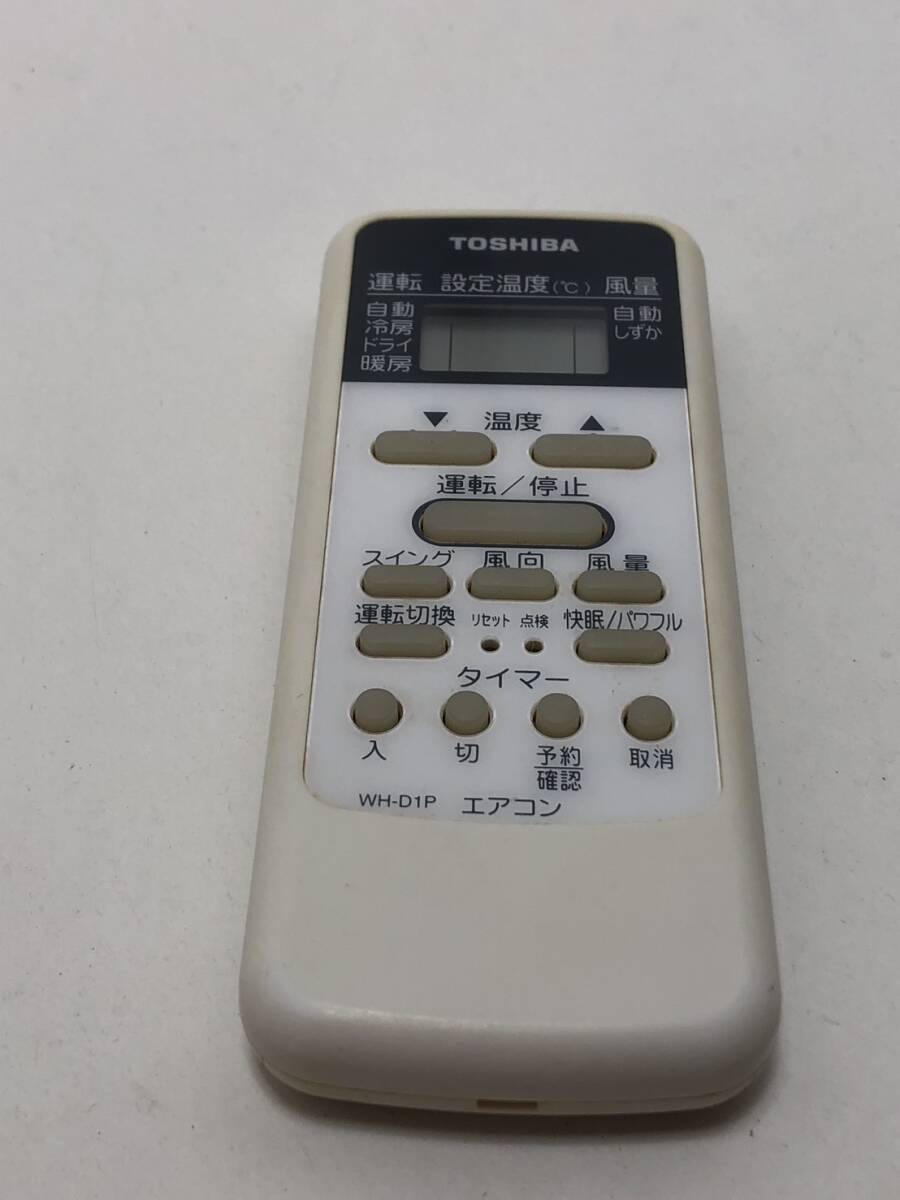 TOSHIBA
運転 設定温度(℃) 風量
自動 自動
冷房 しずか
ドライ
暖房
▼ 温度 ▲
運転/停止
スイング 風向 風量
運転切換 リセット 点検 快眠/パワフル
タイマー
入 切 予約 取消
確認
WH-D1P エアコン